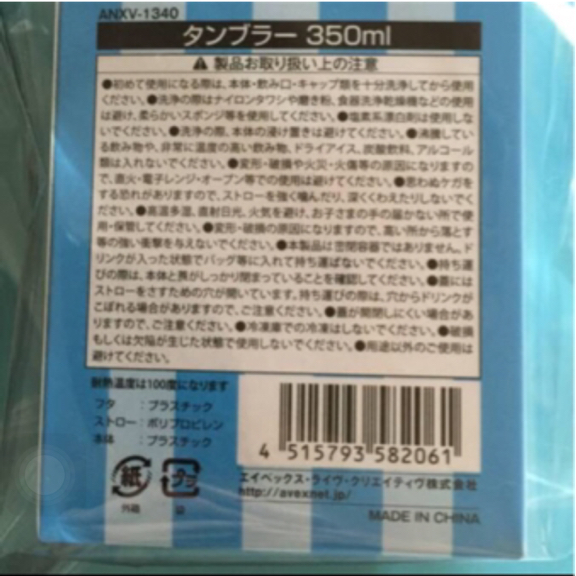 ANXV-1340
タンブラー 350ml
⚠ 製品お取り扱い上の注意
●初めて使用になる際は、本体・飲み口・キャップ類を十分洗浄してから使用
ください。●洗浄の際はナイロンタワシや磨き粉、食器洗浄乾燥機などの使用
は避け、柔らかいスポンジ等を使用してください。●塩素系漂白剤は使用しな
いでください。●洗浄の際、本体の浸け置きは避けてください。●沸騰してい
る飲み物や、非常に温度の高い飲み物、ドライアイス、炭酸飲料、アルコール
類は入れないでください。●変形・破損や火災・火傷等の原因になりますの
で、直火・電子レンジ・オーブン等での使用は避けてください。●思わぬケガを
する恐れがありますので、ストローを強く噛んだり、深くくわえたりしないでく
ださい。●高温多湿、直射日光、火気を避け、お子さまの手の届かない所で使
用・保管してください。●変形・破損の原因になりますので、高い所から落とす
等の強い衝撃を与えないでください。●本製品は密閉容器ではありません。ド
リンクが入った状態でバッグ等に入れて持ち運ばないでください。●持ち運
びの際は、本体と蓋がしっかり閉まっていることを確認してください。●蓋には
ストローをさすための穴が開いています。持ち運びの際は、穴からドリンクが
こぼれる場合がありますので、ご注意ください。●蓋が開閉しにくい場合があ
りますので、ご注意ください。●冷凍庫での冷凍はしないでください。●破損
もしくは欠陥が生じた状態で使用しないでください。●用途以外のご使用は
避けてください。
耐熱温度は100度になります
フタ :プラスチック
ストロー:ポリプロピレン
本体 :プラスチック
4 515793 582061
紙
外箱
プラ
袋
エイベックス・ライヴ・クリエイティヴ株式会社
http://avexnet.jp/
MADE IN CHINA